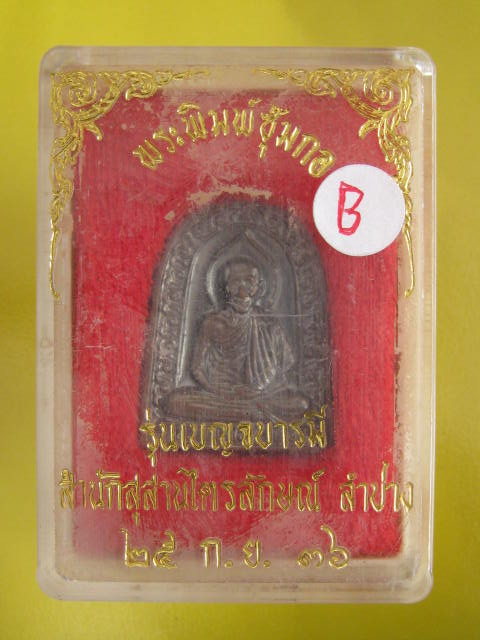 พระพิมพ์ซุ้มกอ
B
รุ่นเบญจบารมี
สำนักสุสานไตรลักษณ์ ลำปาง
๒๕ ก.ย. ๓๖